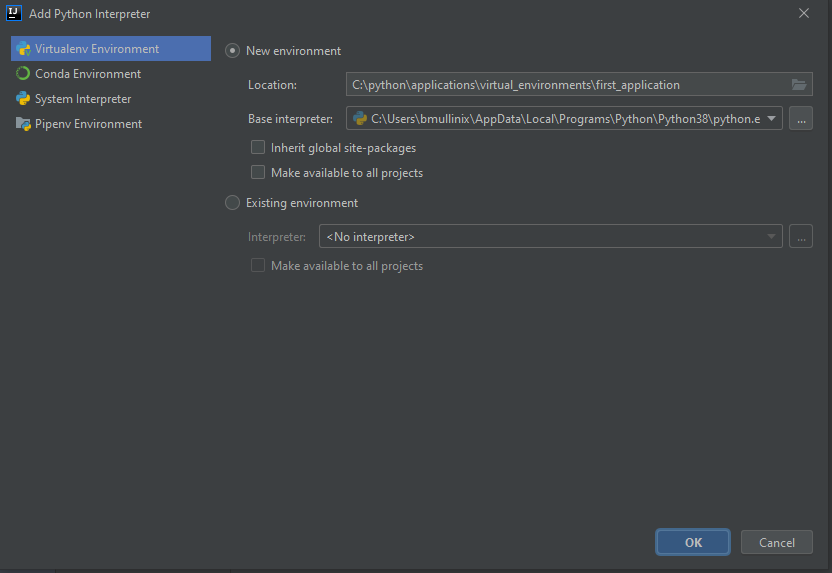 IJ Add Python Interpreter
Virtualenv Environment
Conda Environment
System Interpreter
Pipenv Environment
New environment
Location: C:\python\applications\virtual_environments\first_application
Base interpreter: C:\Users\bmullinix\AppData\Local\Programs\Python\Python38\python.e ...
Inherit global site-packages
Make available to all projects
Existing environment
Interpreter: <No interpreter> ...
Make available to all projects
OK Cancel